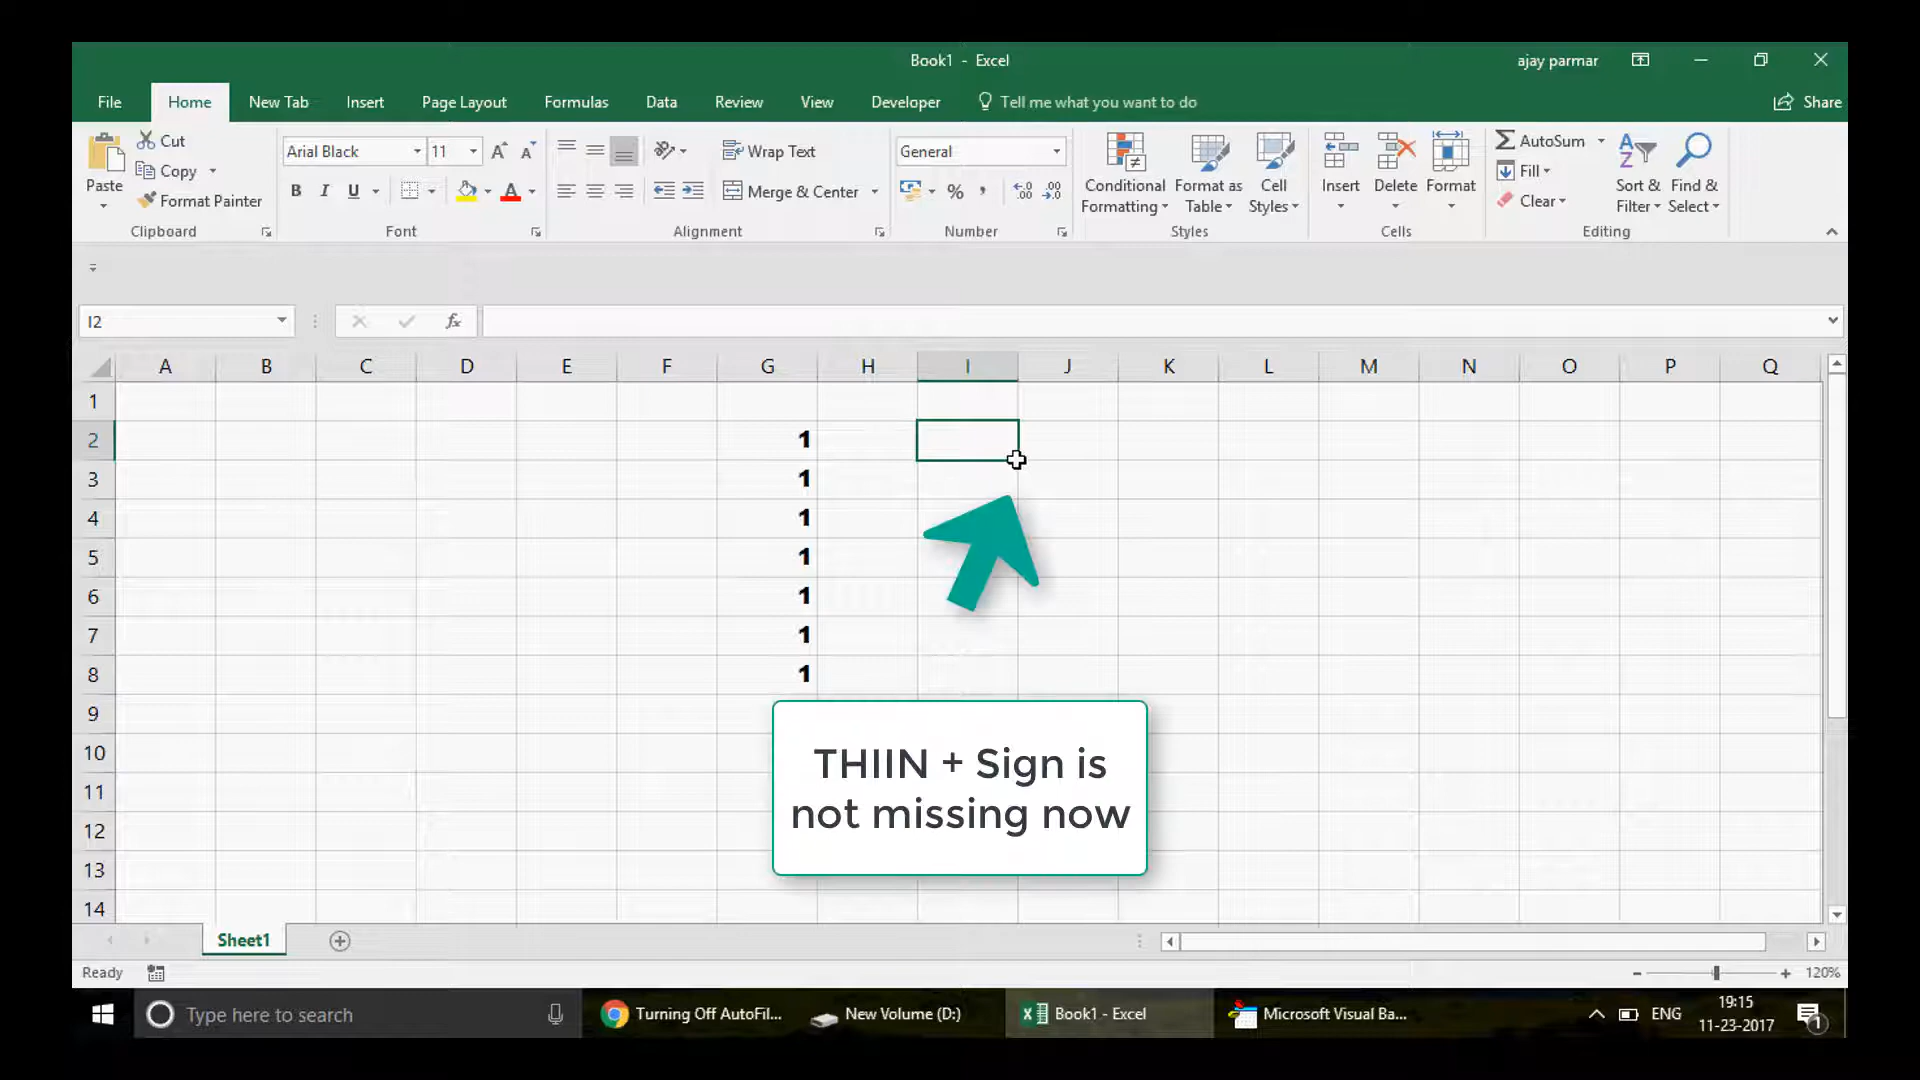 Book1 - Excel
ajay parmar
File Home New Tab Insert Page Layout Formulas Data Review View Developer Tell me what you want to do Share
Paste
Cut
Copy
Format Painter
Clipboard
Arial Black 11 A A
B I U A
Font
Wrap Text
Merge & Center
Alignment
General
% ,
Number
Conditional Formatting
Format as Table
Cell Styles
Styles
Insert Delete Format
Cells
AutoSum
Fill
Clear
Sort & Filter
Find & Select
Editing
I2 fx
A B C D E F G H I J K L M N O P Q
1
2 1
3 1
4 1
5 1
6 1
7 1
8 1
9
10
11
12
13
14
THIIN + Sign is
not missing now
Sheet1
Ready 120%
Type here to search Turning Off AutoFil... New Volume (D:) Book1 - Excel Microsoft Visual Ba... ENG 19:15
11-23-2017
1